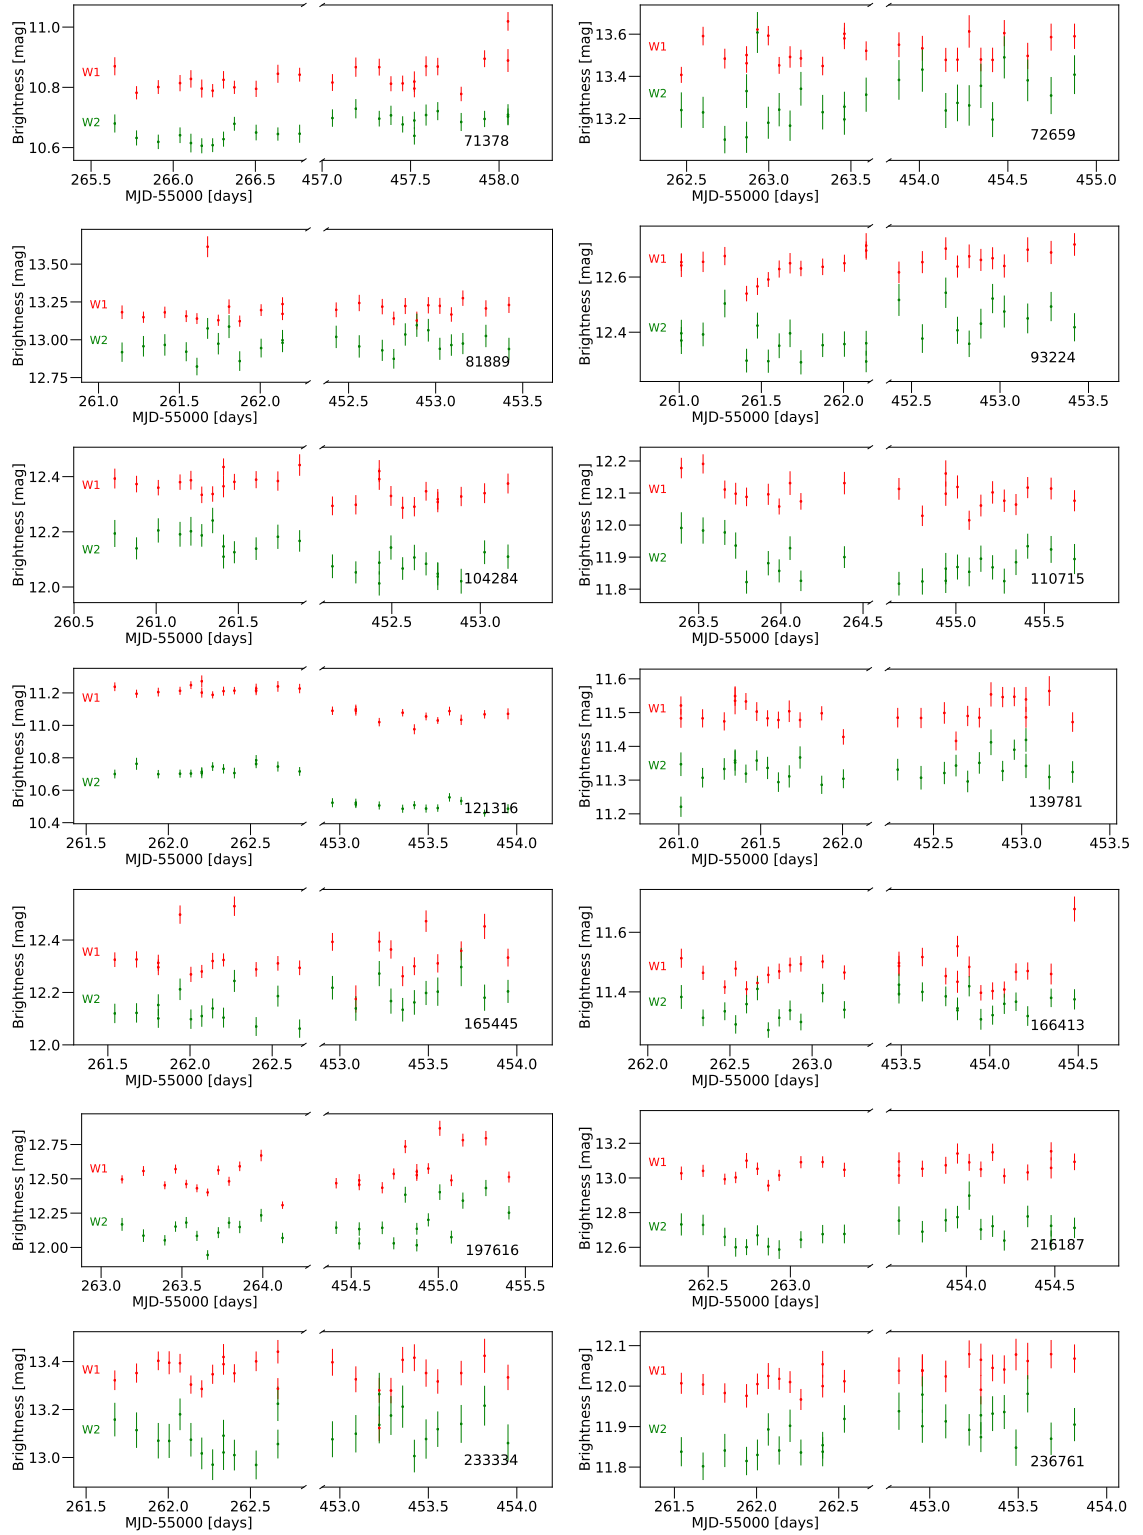 Brightness [mag]
11.0
10.8
10.6
W1
W2
71378
265.5 266.0 266.5 457.0 457.5 458.0
MJD-55000 [days]
Brightness [mag]
13.6
13.4
13.2
W1
W2
72659
262.5 263.0 263.5 454.0 454.5 455.0
MJD-55000 [days]
Brightness [mag]
13.50
13.25
13.00
12.75
W1
W2
81889
261.0 261.5 262.0 452.5 453.0 453.5
MJD-55000 [days]
Brightness [mag]
12.6
12.4
W1
W2
93224
261.0 261.5 262.0 452.5 453.0 453.5
MJD-55000 [days]
Brightness [mag]
12.4
12.2
12.0
W1
W2
104284
260.5 261.0 261.5 452.5 453.0
MJD-55000 [days]
Brightness [mag]
12.2
12.1
12.0
11.9
11.8
W1
W2
110715
263.5 264.0 264.5 455.0 455.5
MJD-55000 [days]
Brightness [mag]
11.2
10.8
10.6
10.4
W1
W2
121316
261.5 262.0 262.5 453.0 453.5 454.0
MJD-55000 [days]
Brightness [mag]
11.6
11.5
11.4
11.3
11.2
W1
W2
139781
261.0 261.5 262.0 452.5 453.0 453.5
MJD-55000 [days]
Brightness [mag]
12.4
12.2
12.0
W1
W2
165445
261.5 262.0 262.5 453.0 453.5 454.0
MJD-55000 [days]
Brightness [mag]
11.6
11.4
W1
W2
166413
262.0 262.5 263.0 453.5 454.0 454.5
MJD-55000 [days]
Brightness [mag]
12.75
12.50
12.25
12.00
W1
W2
197616
263.0 263.5 264.0 454.5 455.0 455.5
MJD-55000 [days]
Brightness [mag]
13.2
13.0
12.8
12.6
W1
W2
216187
262.5 263.0 454.0 454.5
MJD-55000 [days]
Brightness [mag]
13.4
13.2
13.0
W1
W2
233334
261.5 262.0 262.5 453.0 453.5 454.0
MJD-55000 [days]
Brightness [mag]
12.1
12.0
11.9
11.8
W1
W2
236761
261.5 262.0 262.5 453.0 453.5 454.0
MJD-55000 [days]